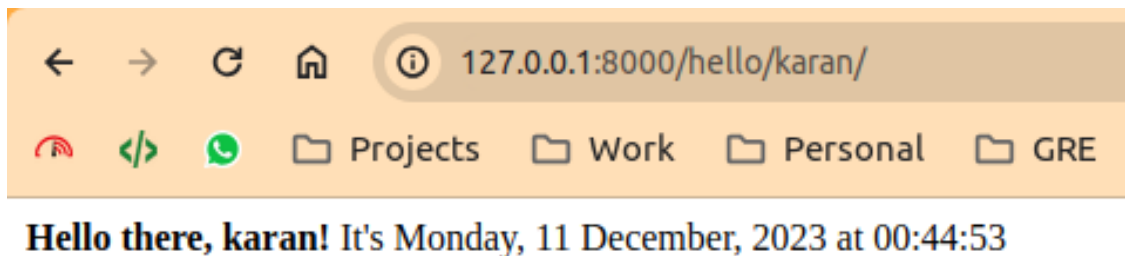 127.0.0.1:8000/hello/karan/
Projects Work Personal GRE
Hello there, karan! It's Monday, 11 December, 2023 at 00:44:53